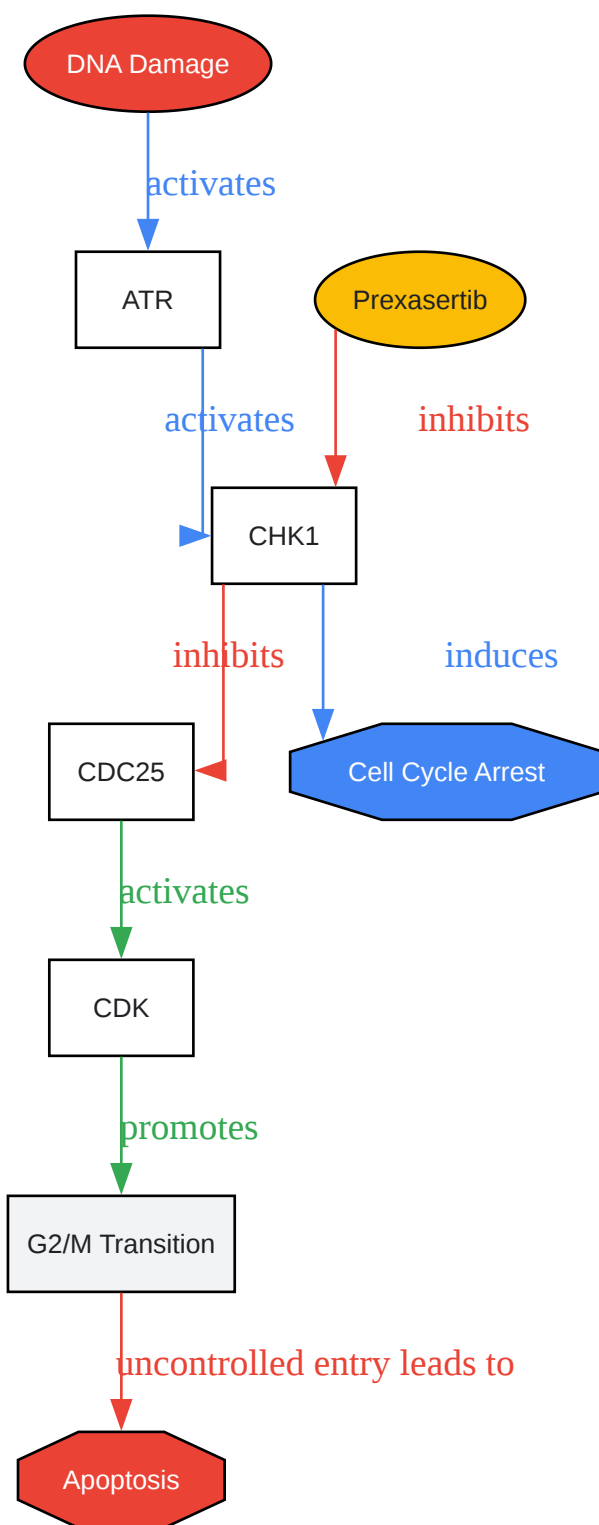 DNA Damage
activates
ATR
Prexasertib
activates
inhibits
CHK1
inhibits
induces
CDC25
Cell Cycle Arrest
activates
CDK
promotes
G2/M Transition
uncontrolled entry leads to
Apoptosis